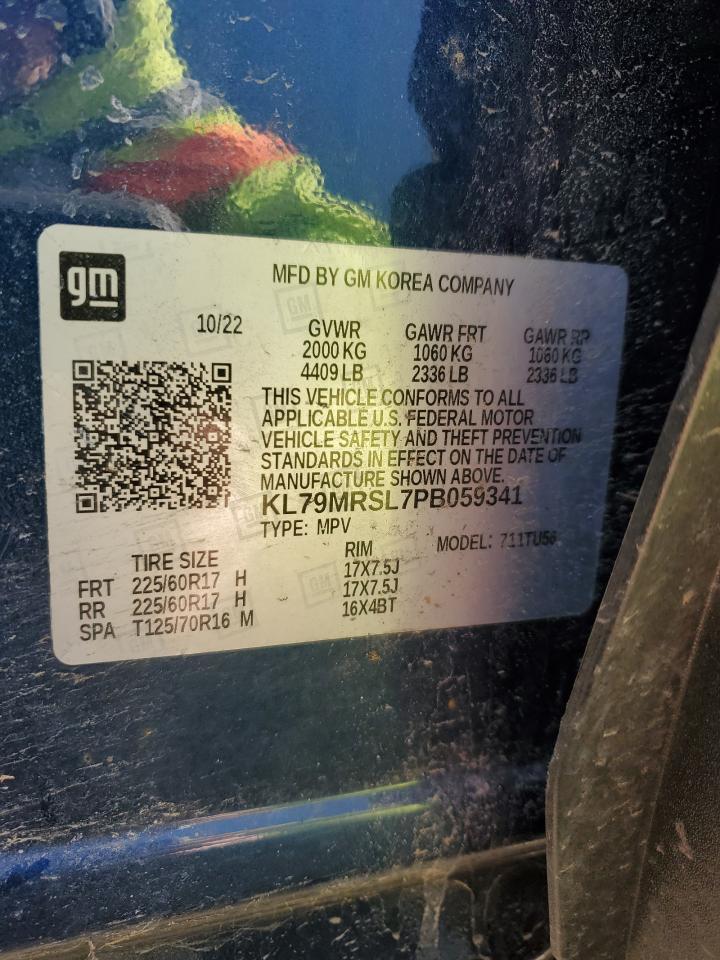 gm
MFD BY GM KOREA COMPANY
10/22
GVWR GAWR FRT GAWR RR
2000 KG 1060 KG 1060 KG
4409 LB 2336 LB 2336 LB
THIS VEHICLE CONFORMS TO ALL
APPLICABLE U.S. FEDERAL MOTOR
VEHICLE SAFETY AND THEFT PREVENTION
STANDARDS IN EFFECT ON THE DATE OF
MANUFACTURE SHOWN ABOVE.
KL79MRSL7PB059341
TYPE: MPV
MODEL: 711TU56
TIRE SIZE RIM
FRT 225/60R17 H 17X7.5J
RR 225/60R17 H 17X7.5J
SPA T125/70R16 M 16X4BT